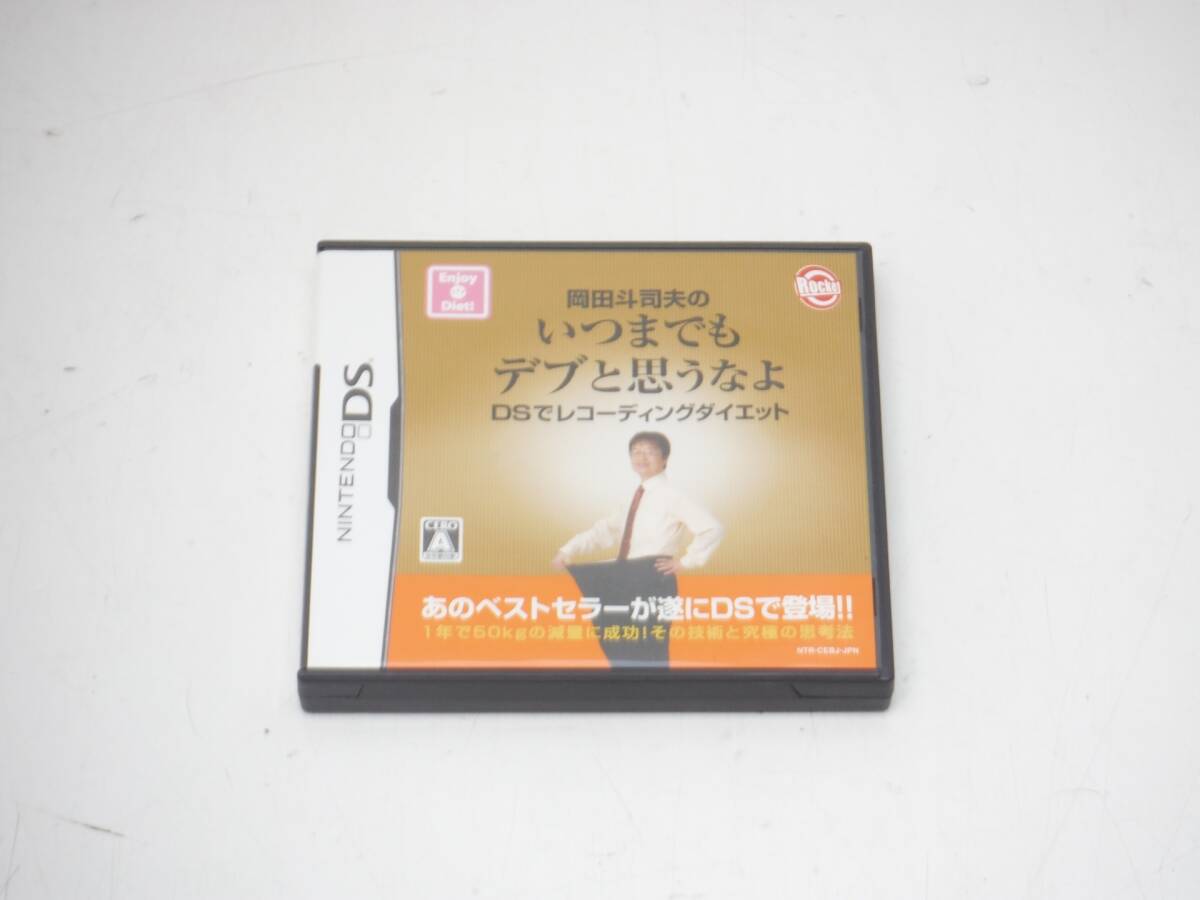 NINTENDO DS
Enjoy
Diet!
Rocket
岡田斗司夫の
いつまでも
デブと思うなよ
DSでレコーディングダイエット
CERO
A
あのベストセラーが遂にDSで登場!!
1年で50kgの減量に成功!その技術と究極の思考法
NTR-CEBJ-JPN